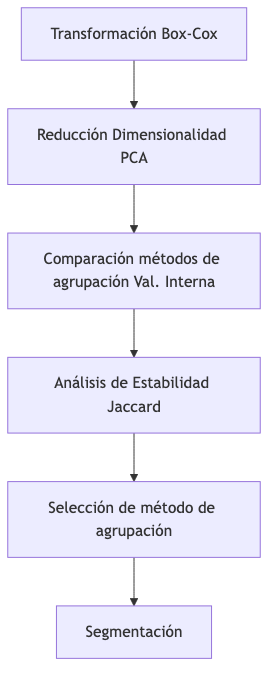 Transformación Box-Cox
Reducción Dimensionalidad
PCA
Comparación métodos de
agrupación Val. Interna
Análisis de Estabilidad
Jaccard
Selección de método de
agrupación
Segmentación